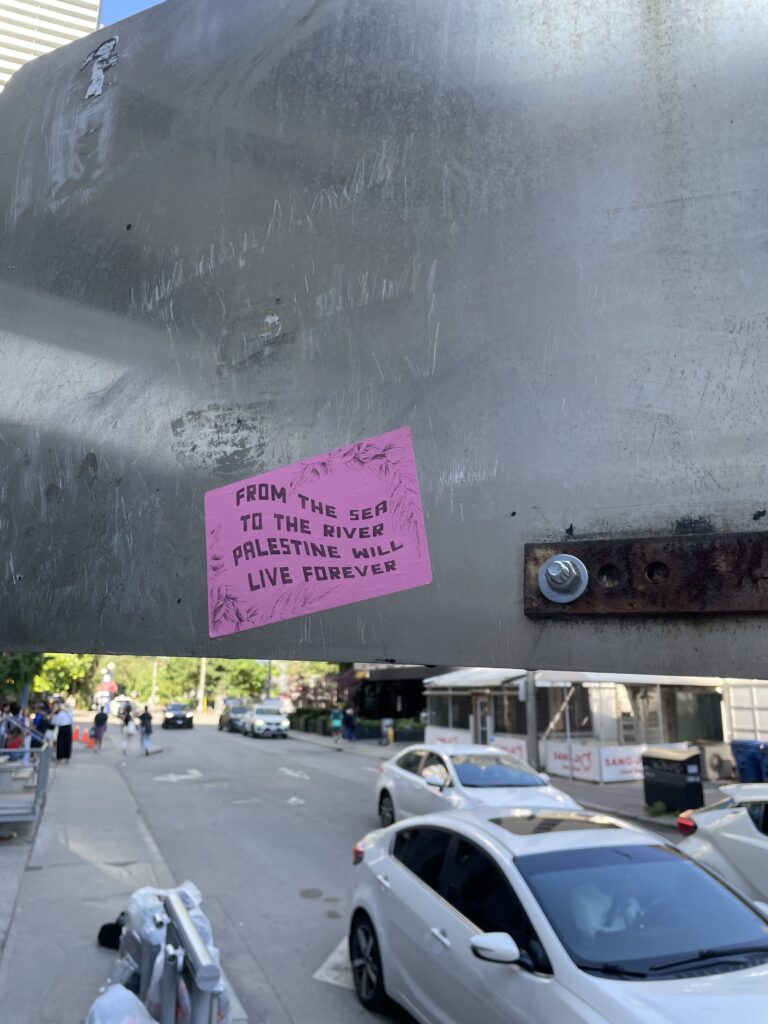 FROM THE SEA
TO THE RIVER
PALESTINE WILL
LIVE FOREVER